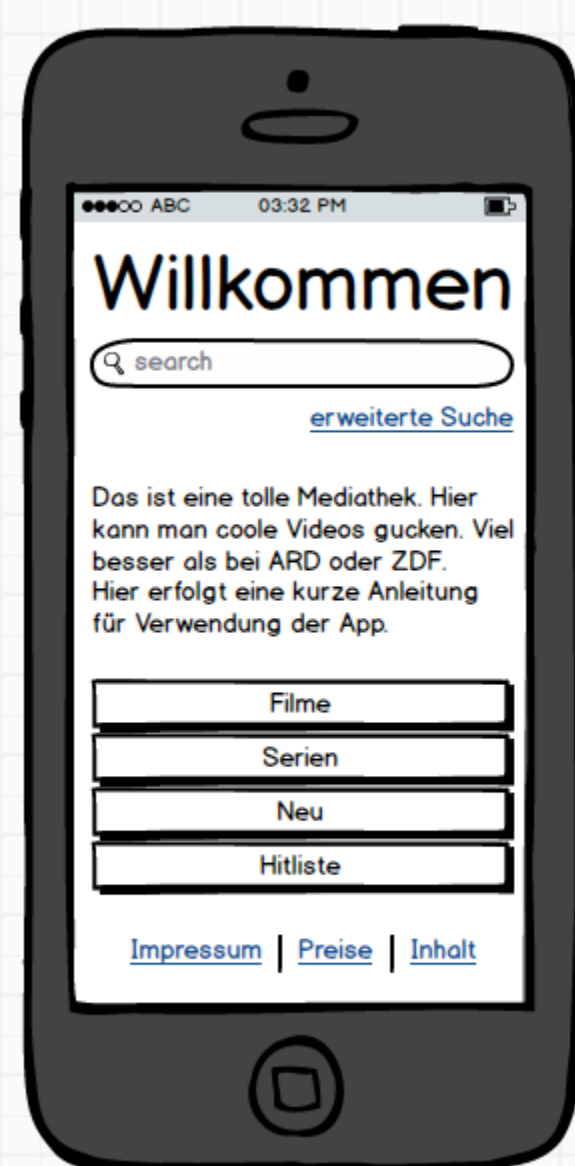 ABC 03:32 PM
Willkommen
search
erweiterte Suche
Das ist eine tolle Mediathek. Hier
kann man coole Videos gucken. Viel
besser als bei ARD oder ZDF.
Hier erfolgt eine kurze Anleitung
für Verwendung der App.
Filme
Serien
Neu
Hitliste
Impressum | Preise | Inhalt